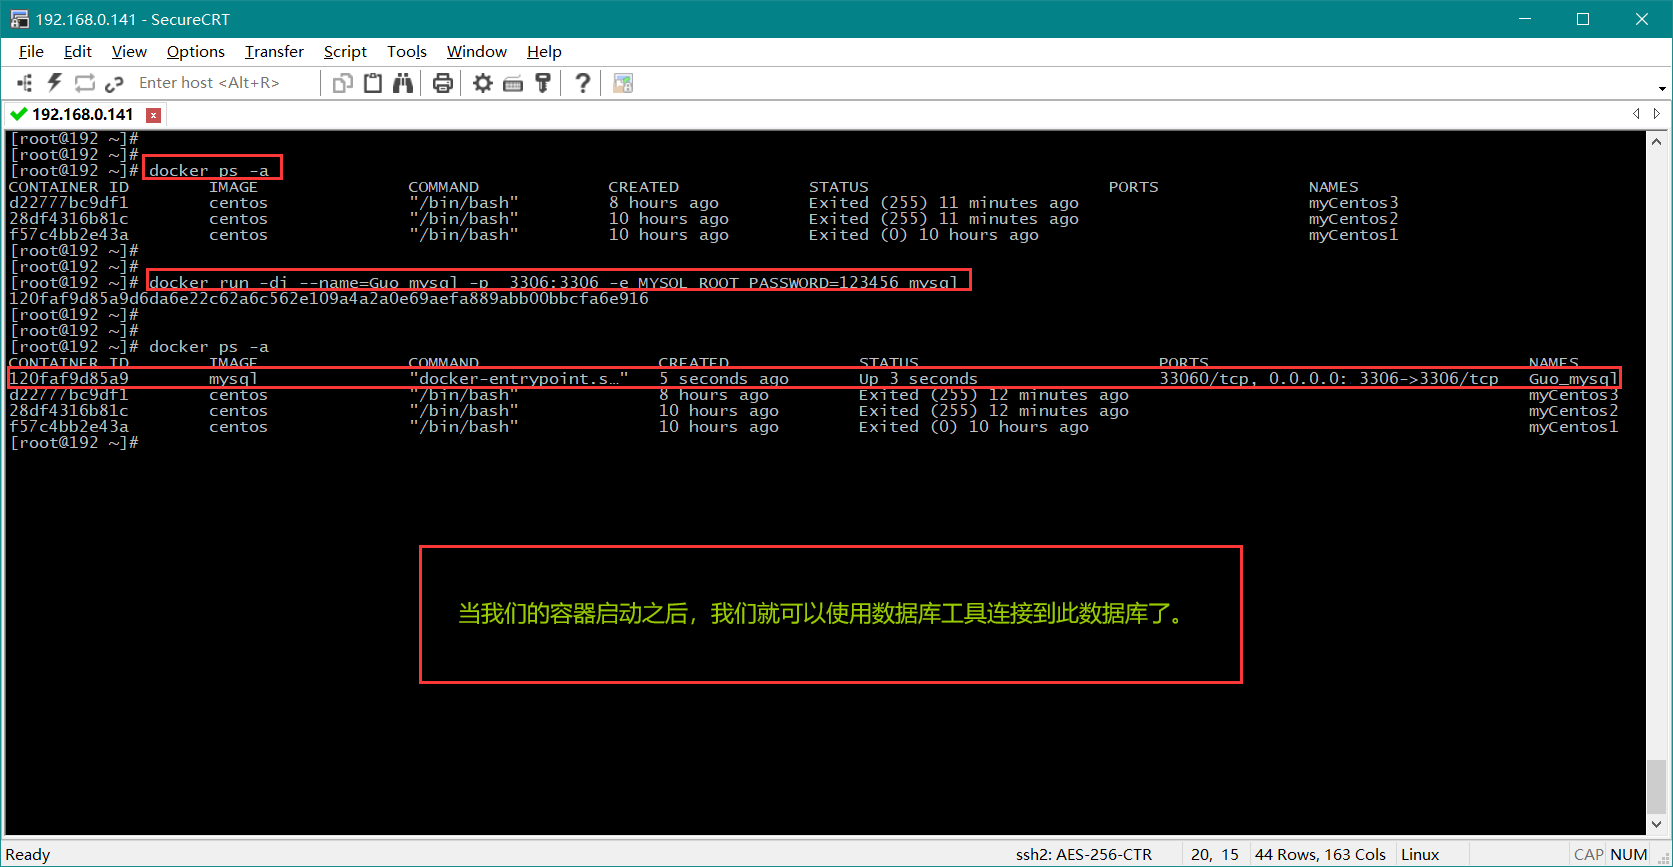 192.168.0.141 - SecureCRT
File Edit View Options Transfer Script Tools Window Help
Enter host <Alt+R>
192.168.0.141
[root@192 ~]#
[root@192 ~]#
[root@192 ~]# docker ps -a
CONTAINER ID IMAGE COMMAND CREATED STATUS PORTS NAMES
d22777bc9df1 centos "/bin/bash" 8 hours ago Exited (255) 11 minutes ago myCentos3
28df4316b81c centos "/bin/bash" 10 hours ago Exited (255) 11 minutes ago myCentos2
f57c4bb2e43a centos "/bin/bash" 10 hours ago Exited (0) 10 hours ago myCentos1
[root@192 ~]#
[root@192 ~]#
[root@192 ~]# docker run -di --name=Guo_mysql -p 3306:3306 -e MYSQL_ROOT_PASSWORD=123456 mysql
120faf9d85a9d6da6e22c62a6c562e109a4a2a0e69aefa889abb00bbcfa6e916
[root@192 ~]#
[root@192 ~]#
[root@192 ~]# docker ps -a
CONTAINER ID IMAGE COMMAND CREATED STATUS PORTS NAMES
120faf9d85a9 mysql "docker-entrypoint.s…" 5 seconds ago Up 3 seconds 33060/tcp, 0.0.0.0: 3306->3306/tcp Guo_mysql
d22777bc9df1 centos "/bin/bash" 8 hours ago Exited (255) 12 minutes ago myCentos3
28df4316b81c centos "/bin/bash" 10 hours ago Exited (255) 12 minutes ago myCentos2
f57c4bb2e43a centos "/bin/bash" 10 hours ago Exited (0) 10 hours ago myCentos1
[root@192 ~]#
当我们的容器启动之后，我们就可以使用数据库工具连接到此数据库了。
Ready ssh2: AES-256-CTR 20, 15 44 Rows, 163 Cols Linux CAP NUM